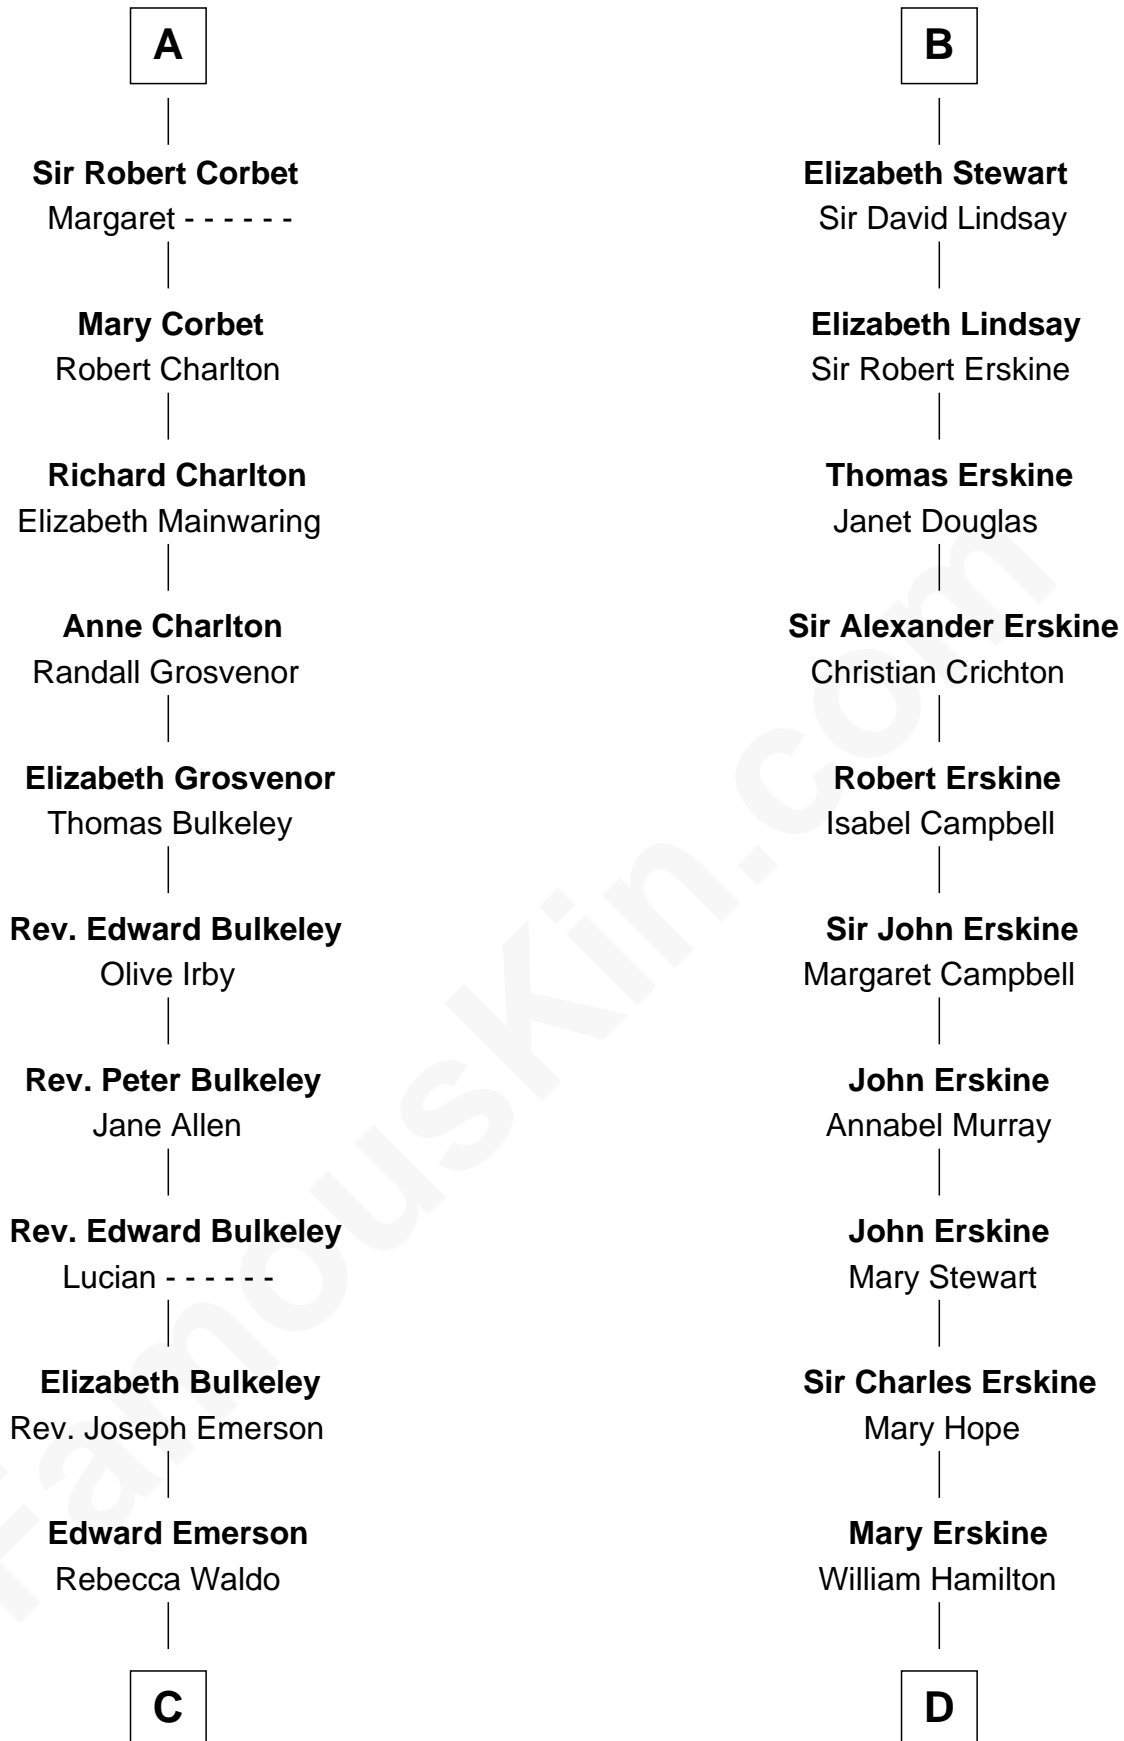 A
Sir Robert Corbet
Margaret - - - - - -
Mary Corbet
Robert Charlton
Richard Charlton
Elizabeth Mainwaring
Anne Charlton
Randall Grosvenor
Elizabeth Grosvenor
Thomas Bulkeley
Rev. Edward Bulkeley
Olive Irby
Rev. Peter Bulkeley
Jane Allen
Rev. Edward Bulkeley
Lucian - - - - - -
Elizabeth Bulkeley
Rev. Joseph Emerson
Edward Emerson
Rebecca Waldo
C
B
Elizabeth Stewart
Sir David Lindsay
Elizabeth Lindsay
Sir Robert Erskine
Thomas Erskine
Janet Douglas
Sir Alexander Erskine
Christian Crichton
Robert Erskine
Isabel Campbell
Sir John Erskine
Margaret Campbell
John Erskine
Annabel Murray
John Erskine
Mary Stewart
Sir Charles Erskine
Mary Hope
Mary Erskine
William Hamilton
D
FamousKin.com